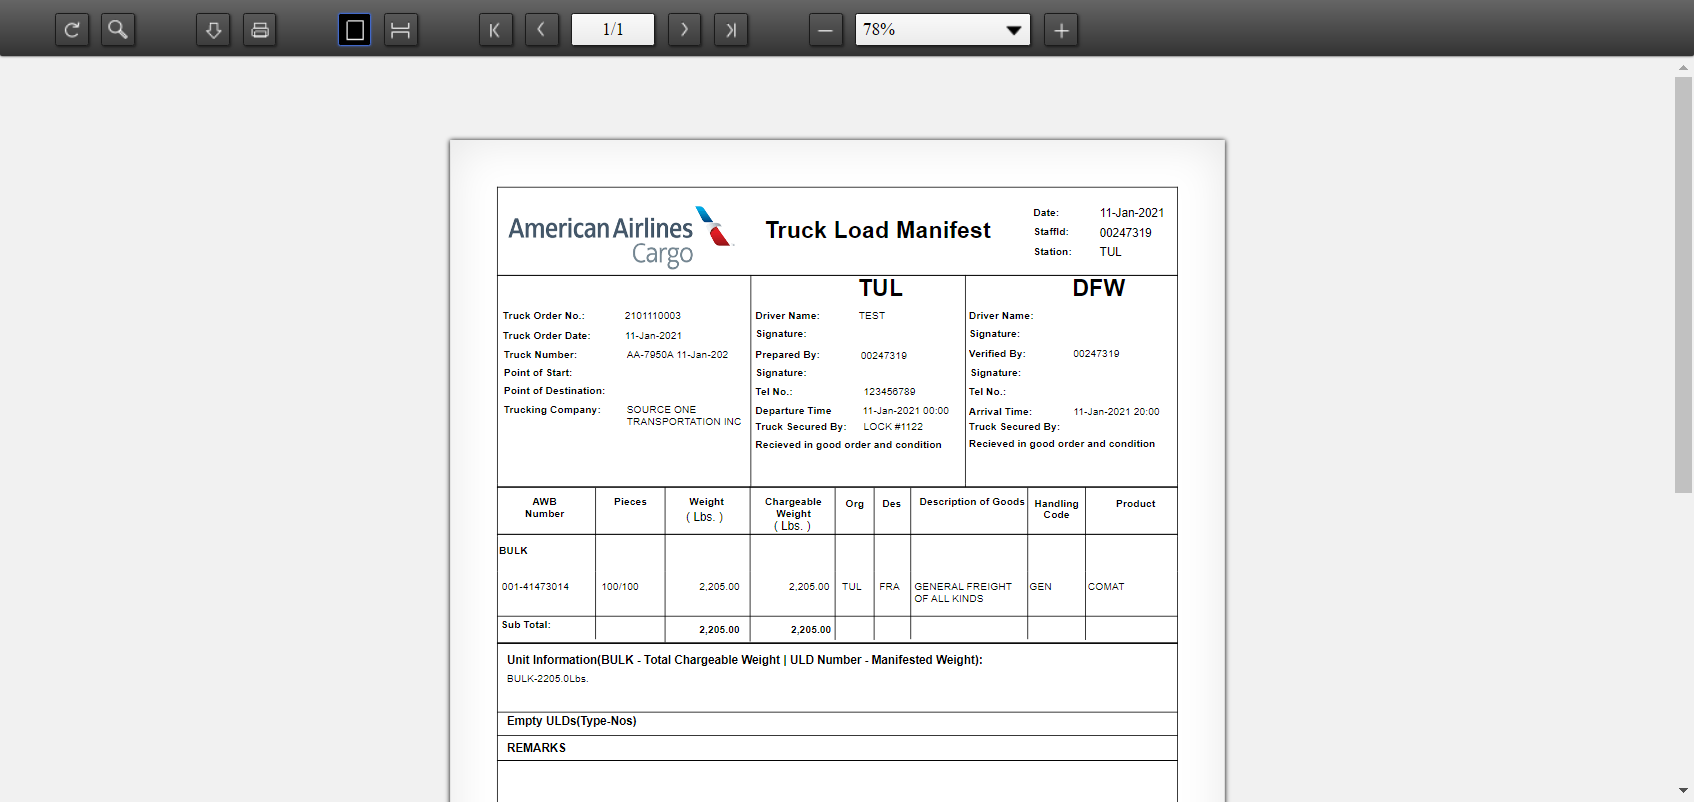 1/1
78%
American Airlines
Cargo
Truck Load Manifest
Date: 11-Jan-2021
StaffId: 00247319
Station: TUL
TUL
DFW
Truck Order No.: 2101110003
Truck Order Date: 11-Jan-2021
Truck Number: AA-7950A 11-Jan-202
Point of Start:
Point of Destination:
Trucking Company: SOURCE ONE
TRANSPORTATION INC
Driver Name: TEST
Signature:
Prepared By: 00247319
Signature:
Tel No.: 123456789
Departure Time 11-Jan-2021 00:00
Truck Secured By: LOCK #1122
Recieved in good order and condition
Driver Name:
Signature:
Verified By: 00247319
Signature:
Tel No.:
Arrival Time: 11-Jan-2021 20:00
Truck Secured By:
Recieved in good order and condition
AWB
Number
Pieces
Weight
( Lbs. )
Chargeable
Weight
( Lbs. )
Org
Des
Description of Goods
Handling
Code
Product
BULK
001-41473014 100/100 2,205.00 2,205.00 TUL FRA GENERAL FREIGHT GEN COMAT
OF ALL KINDS
Sub Total: 2,205.00 2,205.00
Unit Information(BULK - Total Chargeable Weight | ULD Number - Manifested Weight):
BULK-2205.0Lbs.
Empty ULDs(Type-Nos)
REMARKS